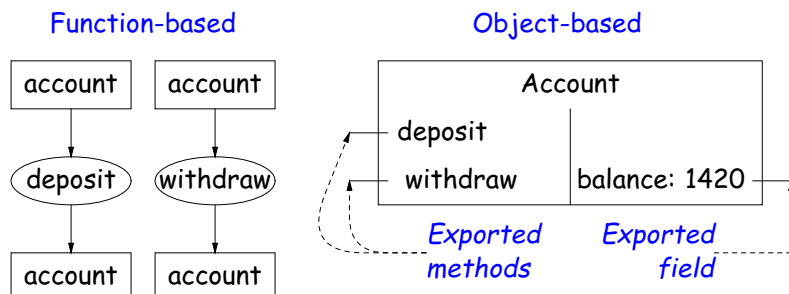 Function-based
account account
deposit withdraw
account account
Object-based
Account
deposit
withdraw balance: 1420
Exported Exported
methods field